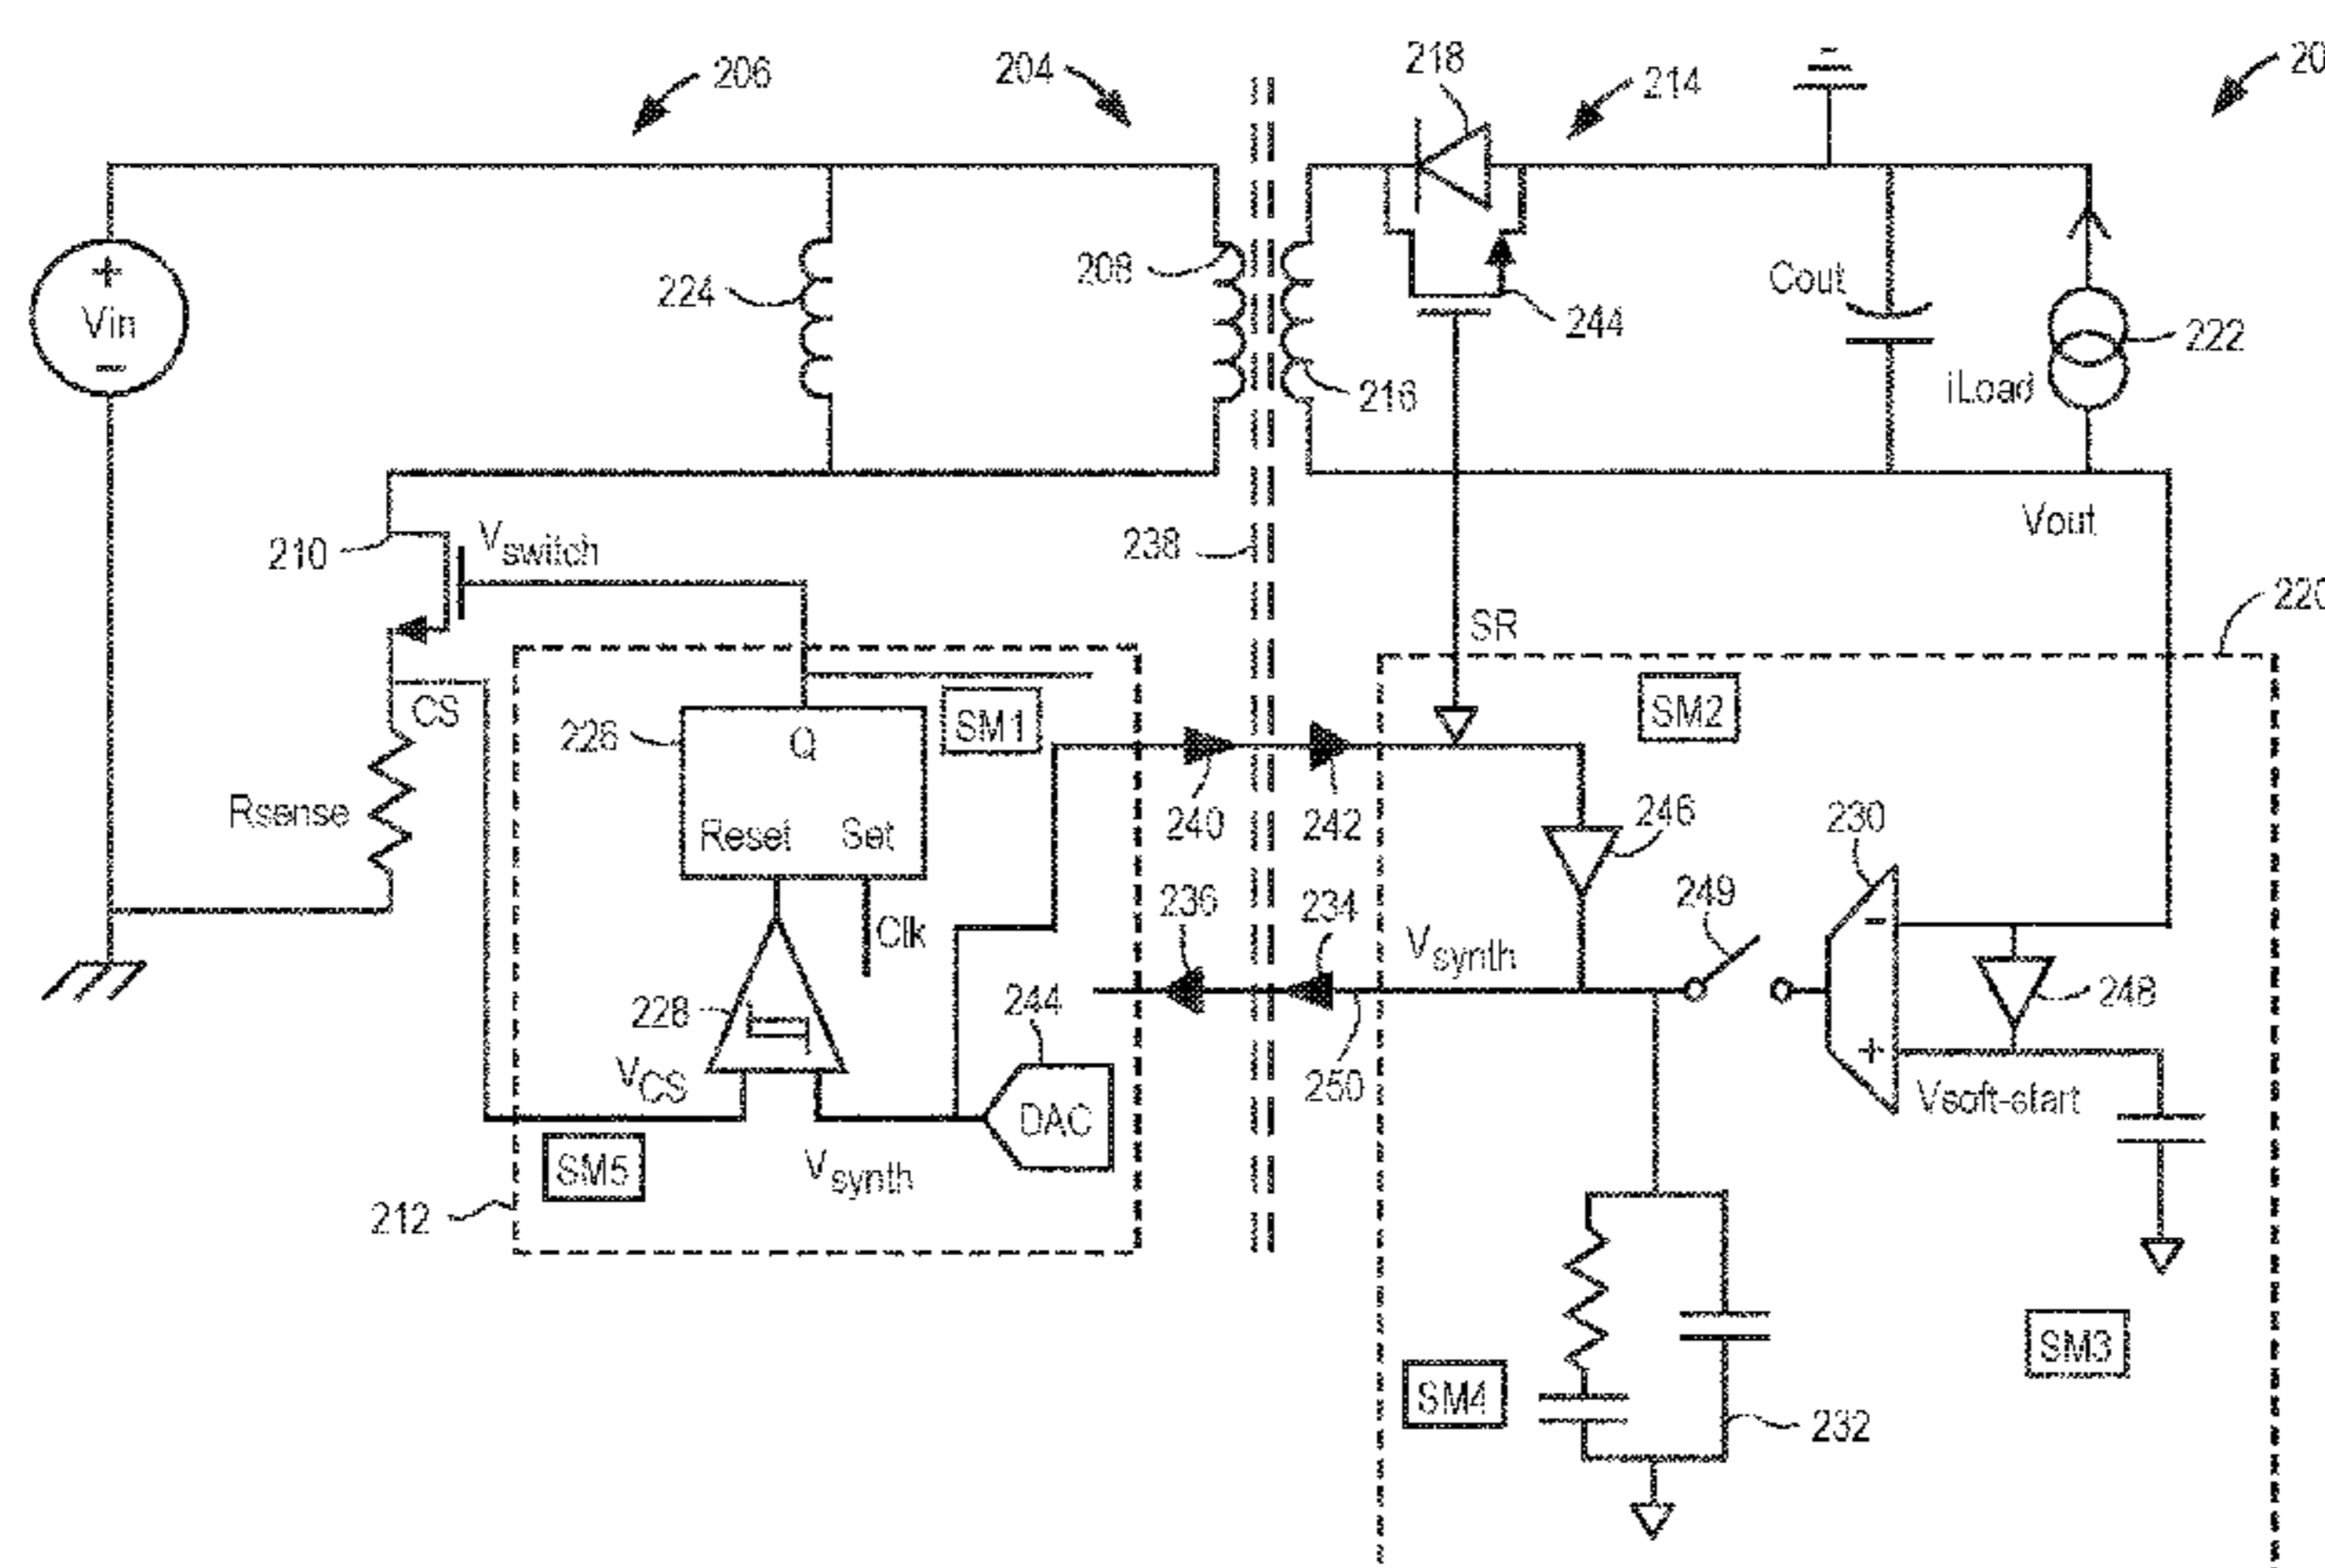 206
204
218
214
20
+
Vin
-
224
208
216
244
Cout
iLoad
222
210
Vswitch
238
Vout
220
SR
CS
226
Q
SM1
SM2
Rsense
Reset Set
240
242
246
230
Clk
236
234
249
-
228
244
Vsynth
248
VCS
DAC
250
+
Vsoft-start
SM5
Vsynth
212
SM3
SM4
232